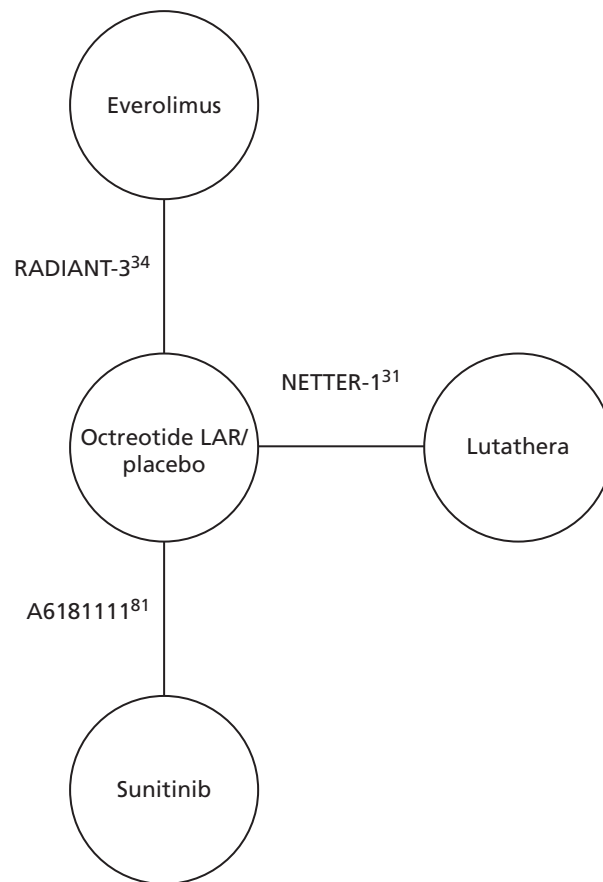 Everolimus
RADIANT-3³⁴
NETTER-1³¹
Octreotide LAR/
placebo
Lutathera
A6181111⁸¹
Sunitinib